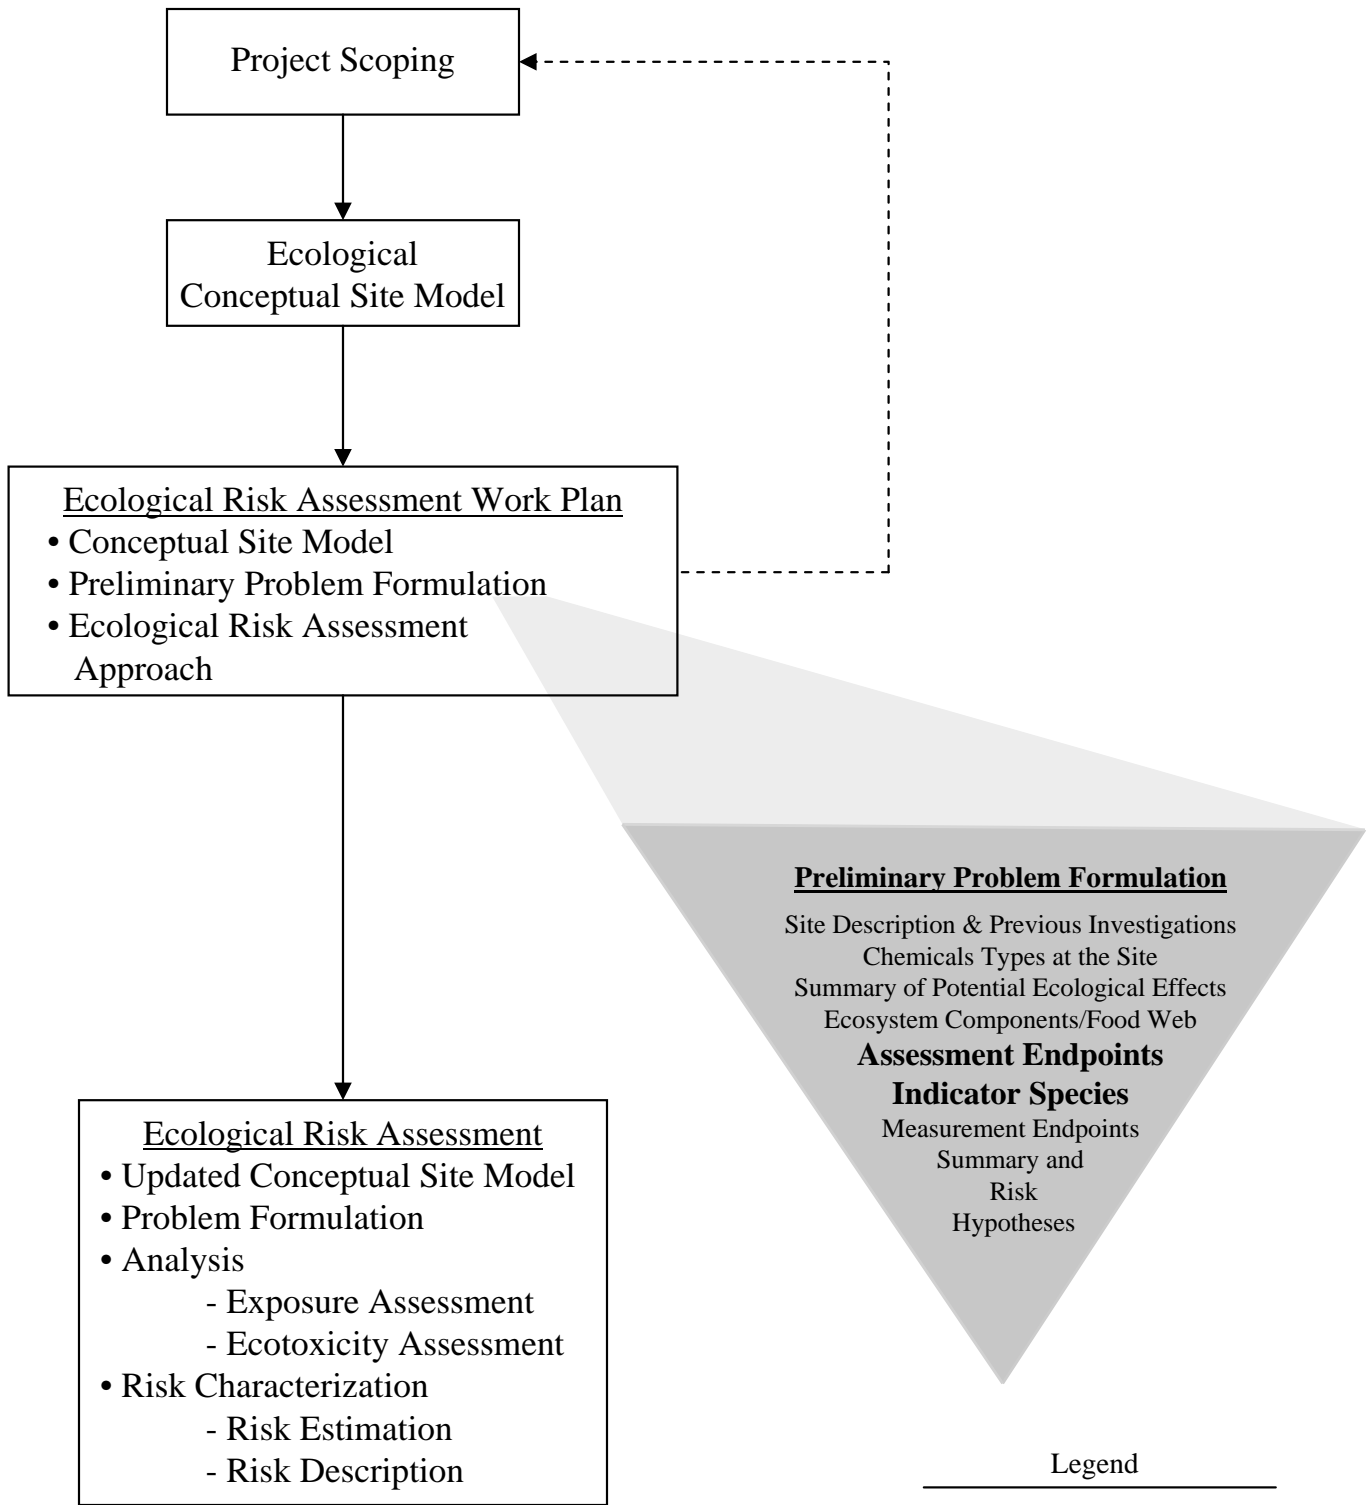 Project Scoping
Ecological
Conceptual Site Model
Ecological Risk Assessment Work Plan
• Conceptual Site Model
• Preliminary Problem Formulation
• Ecological Risk Assessment
Approach
Preliminary Problem Formulation
Site Description & Previous Investigations
Chemicals Types at the Site
Summary of Potential Ecological Effects
Ecosystem Components/Food Web
Assessment Endpoints
Indicator Species
Measurement Endpoints
Summary and
Risk
Hypotheses
Ecological Risk Assessment
• Updated Conceptual Site Model
• Problem Formulation
• Analysis
- Exposure Assessment
- Ecotoxicity Assessment
• Risk Characterization
- Risk Estimation
- Risk Description
Legend